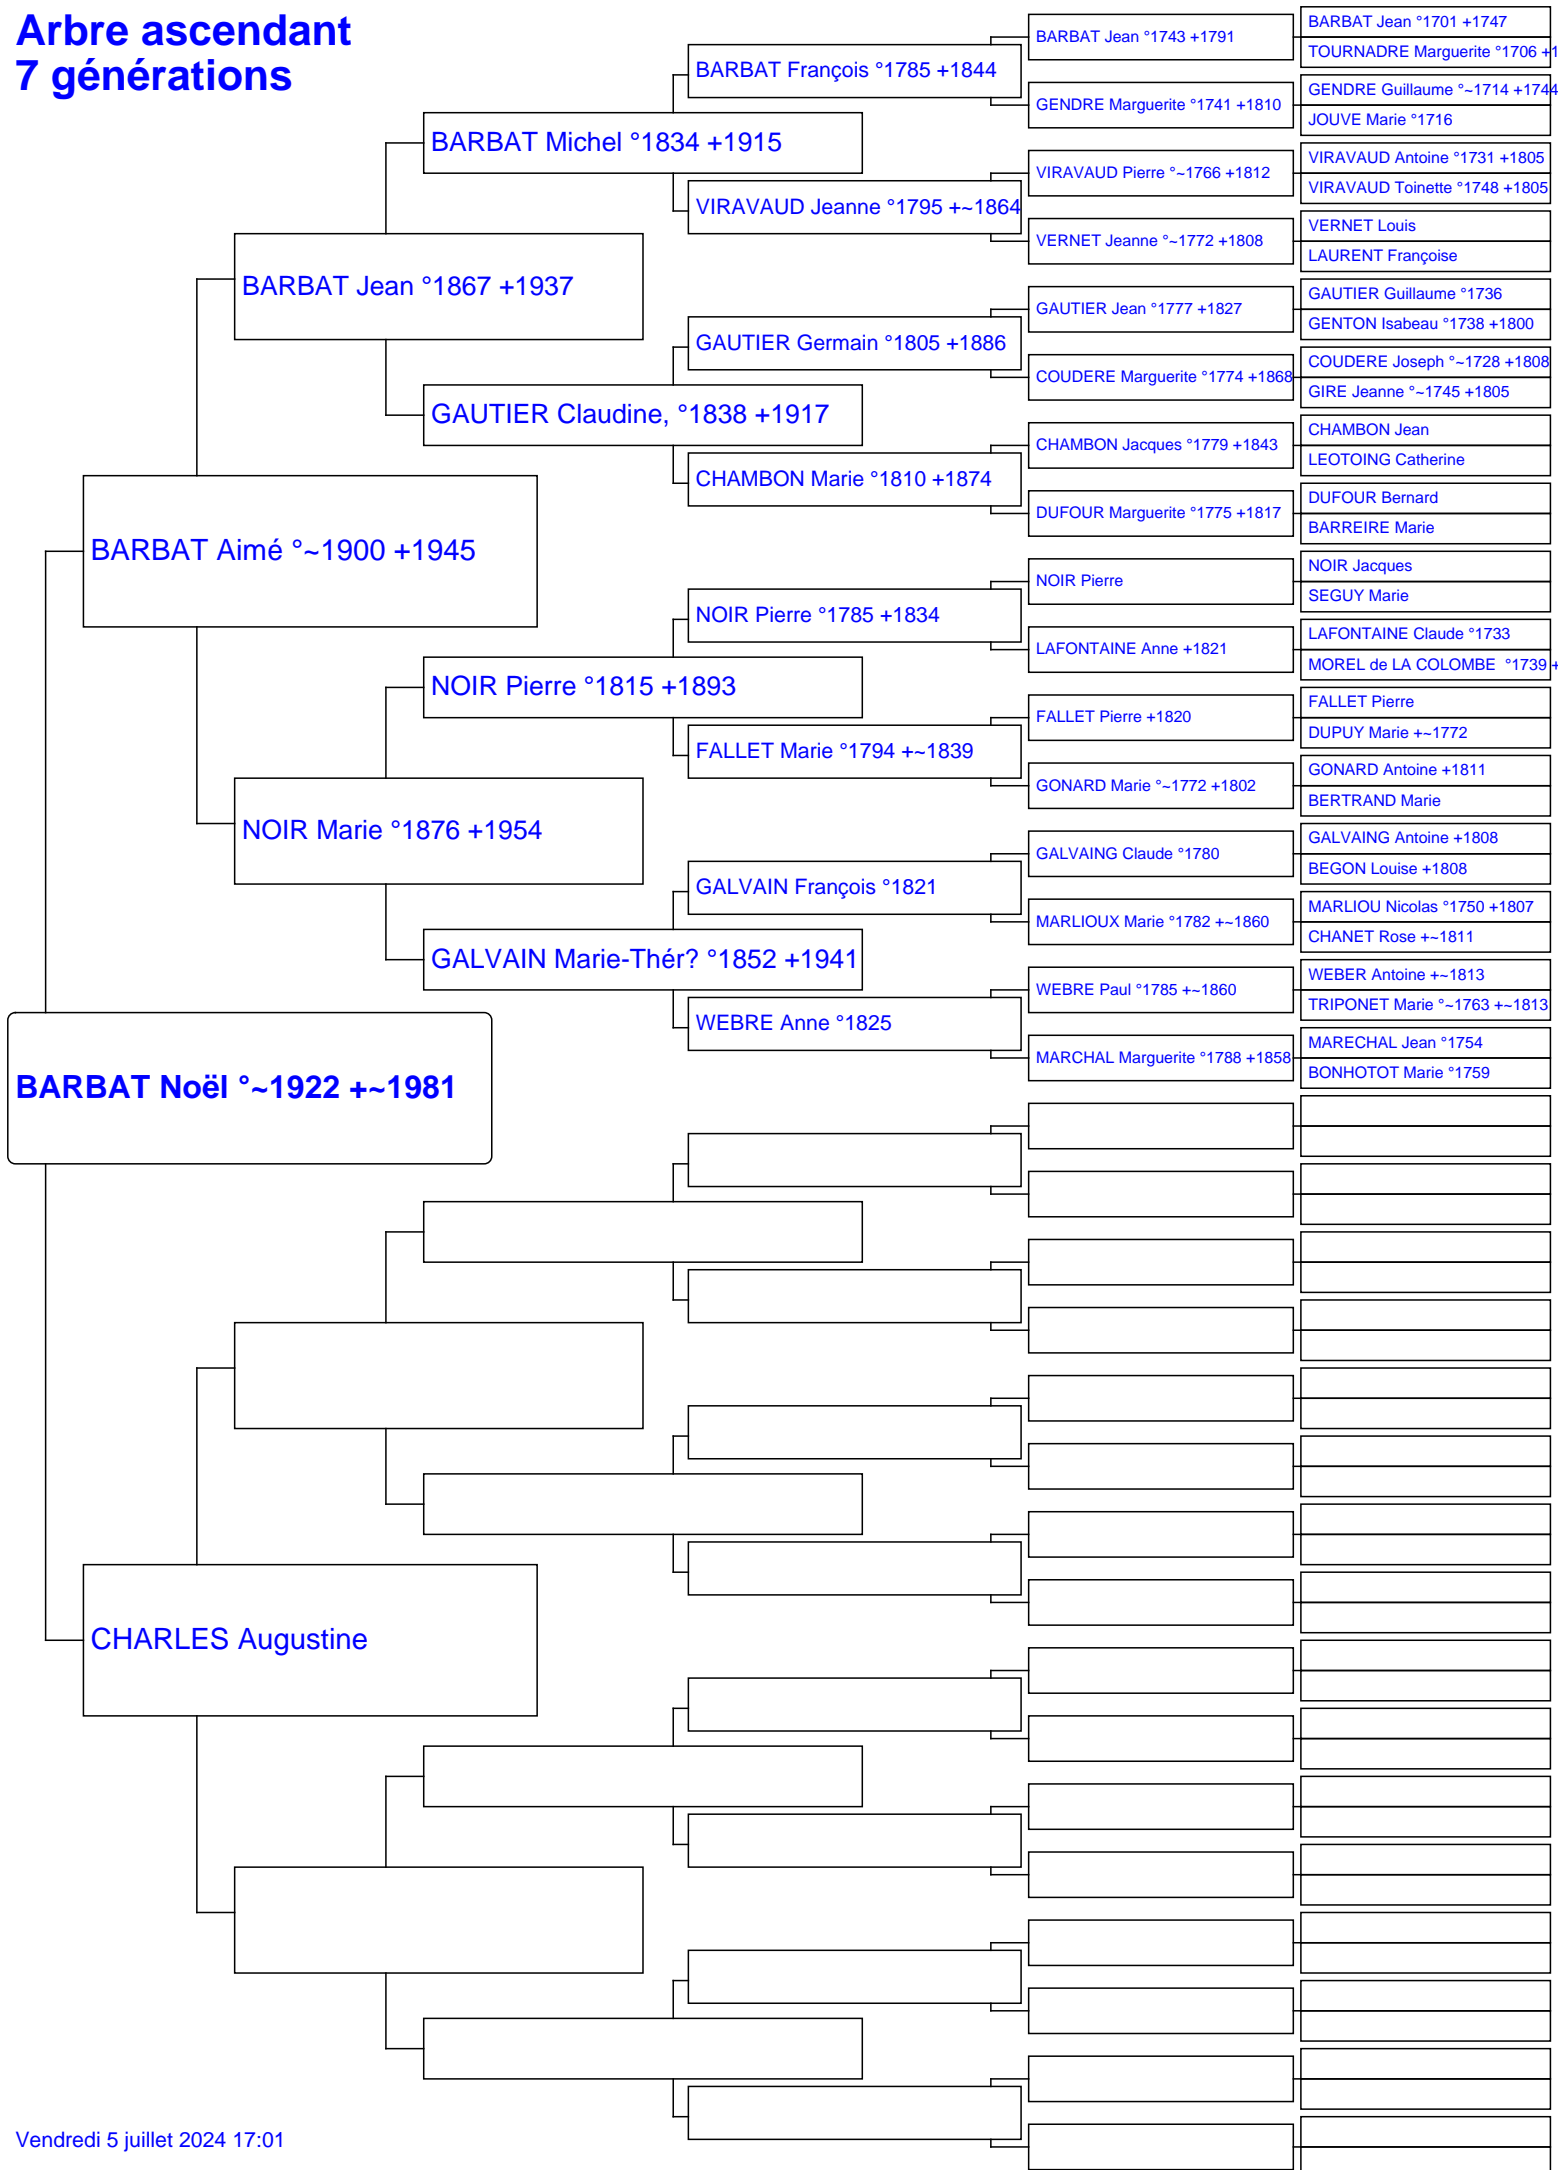 Arbre ascendant
7 générations
BARBAT Noël °~1922 +~1981
BARBAT Aimé °~1900 +1945
CHARLES Augustine
BARBAT Jean °1867 +1937
NOIR Marie °1876 +1954
BARBAT Michel °1834 +1915
GAUTIER Claudine, °1838 +1917
NOIR Pierre °1815 +1893
GALVAIN Marie-Thér? °1852 +1941
BARBAT François °1785 +1844
VIRAVAUD Jeanne °1795 +~1864
GAUTIER Germain °1805 +1886
CHAMBON Marie °1810 +1874
NOIR Pierre °1785 +1834
FALLET Marie °1794 +~1839
GALVAIN François °1821
WEBRE Anne °1825
BARBAT Jean °1743 +1791
GENDRE Marguerite °1741 +1810
VIRAVAUD Pierre °~1766 +1812
VERNET Jeanne °~1772 +1808
GAUTIER Jean °1777 +1827
COUDERE Marguerite °1774 +1868
CHAMBON Jacques °1779 +1843
DUFOUR Marguerite °1775 +1817
NOIR Pierre
LAFONTAINE Anne +1821
FALLET Pierre +1820
GONARD Marie °~1772 +1802
GALVAING Claude °1780
MARLIOUX Marie °1782 +~1860
WEBRE Paul °1785 +~1860
MARCHAL Marguerite °1788 +1858
BARBAT Jean °1701 +1747
TOURNADRE Marguerite °1706 +1
GENDRE Guillaume °~1714 +1744
JOUVE Marie °1716
VIRAVAUD Antoine °1731 +1805
VIRAVAUD Toinette °1748 +1805
VERNET Louis
LAURENT Françoise
GAUTIER Guillaume °1736
GENTON Isabeau °1738 +1800
COUDERE Joseph °~1728 +1808
GIRE Jeanne °~1745 +1805
CHAMBON Jean
LEOTOING Catherine
DUFOUR Bernard
BARREIRE Marie
NOIR Jacques
SEGUY Marie
LAFONTAINE Claude °1733
MOREL de LA COLOMBE °1739 +
FALLET Pierre
DUPUY Marie +~1772
GONARD Antoine +1811
BERTRAND Marie
GALVAING Antoine +1808
BEGON Louise +1808
MARLIOU Nicolas °1750 +1807
CHANET Rose +~1811
WEBER Antoine +~1813
TRIPONET Marie °~1763 +~1813
MARECHAL Jean °1754
BONHOTOT Marie °1759
Vendredi 5 juillet 2024 17:01